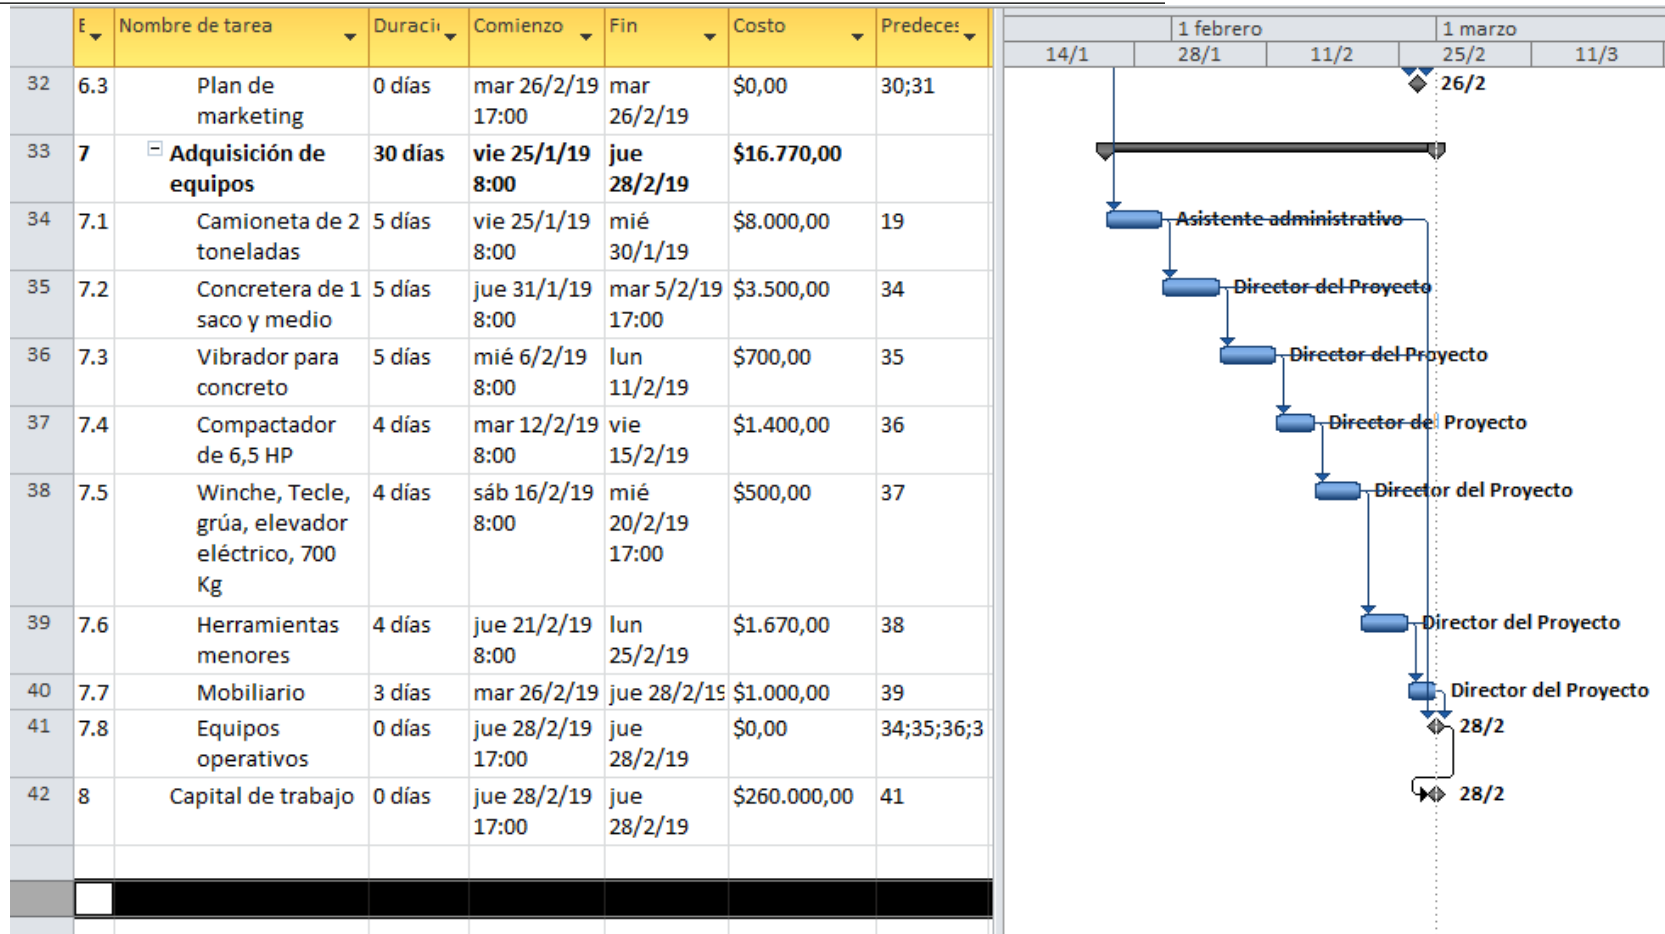 E Nombre de tarea Duraci Comienzo Fin Costo Predeces
1 febrero 1 marzo
14/1 28/1 11/2 25/2 11/3
32 6.3 Plan de 0 días mar 26/2/19 mar $0,00 30;31 26/2
marketing 17:00 26/2/19
33 7 Adquisición de 30 días vie 25/1/19 jue $16.770,00
equipos 8:00 28/2/19
34 7.1 Camioneta de 2 5 días vie 25/1/19 mié $8.000,00 19 Asistente administrativo
toneladas 8:00 30/1/19
35 7.2 Concretera de 1 5 días jue 31/1/19 mar 5/2/19 $3.500,00 34 Director del Proyecto
saco y medio 8:00 17:00
36 7.3 Vibrador para 5 días mié 6/2/19 lun $700,00 35 Director del Proyecto
concreto 8:00 11/2/19
37 7.4 Compactador 4 días mar 12/2/19 vie $1.400,00 36 Director del Proyecto
de 6,5 HP 8:00 15/2/19
38 7.5 Winche, Tecle, 4 días sáb 16/2/19 mié $500,00 37 Director del Proyecto
grúa, elevador 8:00 20/2/19
eléctrico, 700 17:00
Kg
39 7.6 Herramientas 4 días jue 21/2/19 lun $1.670,00 38 Director del Proyecto
menores 8:00 25/2/19
40 7.7 Mobiliario 3 días mar 26/2/19 jue 28/2/19 $1.000,00 39 Director del Proyecto
41 7.8 Equipos 0 días jue 28/2/19 jue $0,00 34;35;36;3 28/2
operativos 17:00 28/2/19
42 8 Capital de trabajo 0 días jue 28/2/19 jue $260.000,00 41 28/2
17:00 28/2/19